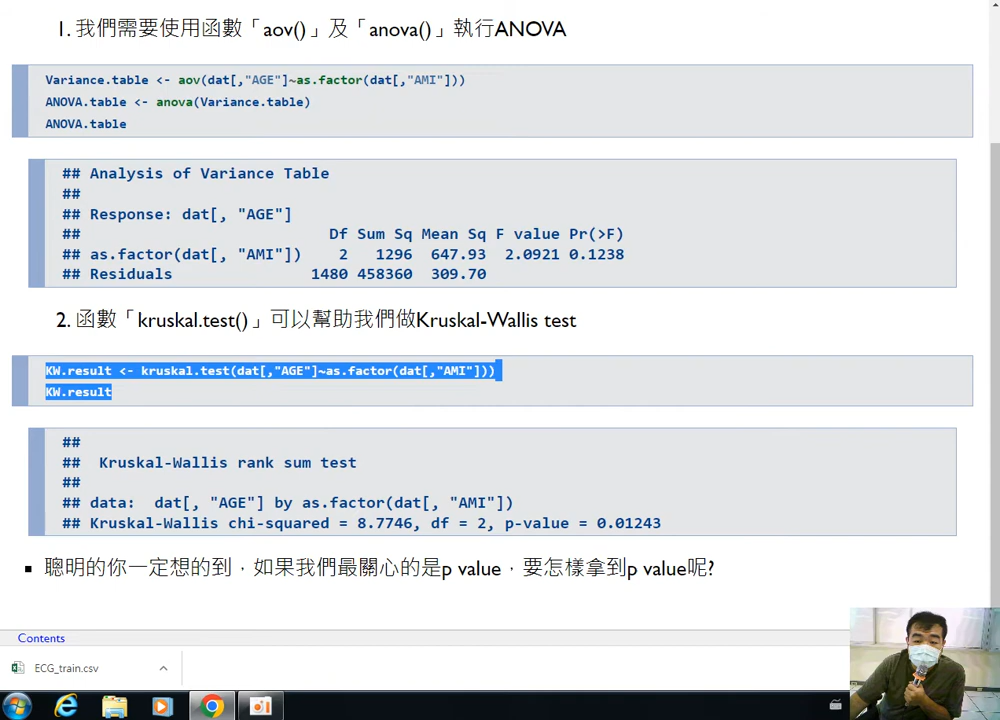 1. 我們需要使用函數「aov()」及「anova()」執行ANOVA
Variance.table <- aov(dat[,"AGE"]~as.factor(dat[,"AMI"]))
ANOVA.table <- anova(Variance.table)
ANOVA.table
## Analysis of Variance Table
##
## Response: dat[, "AGE"]
## Df Sum Sq Mean Sq F value Pr(>F)
## as.factor(dat[, "AMI"]) 2 1296 647.93 2.0921 0.1238
## Residuals 1480 458360 309.70
2. 函數「kruskal.test()」可以幫助我們做Kruskal-Wallis test
KW.result <- kruskal.test(dat[,"AGE"]~as.factor(dat[,"AMI"]))
KW.result
##
## Kruskal-Wallis rank sum test
##
## data: dat[, "AGE"] by as.factor(dat[, "AMI"])
## Kruskal-Wallis chi-squared = 8.7746, df = 2, p-value = 0.01243
▪ 聰明的你一定想的到，如果我們最關心的是p value，要怎樣拿到p value呢?
Contents
ECG_train.csv